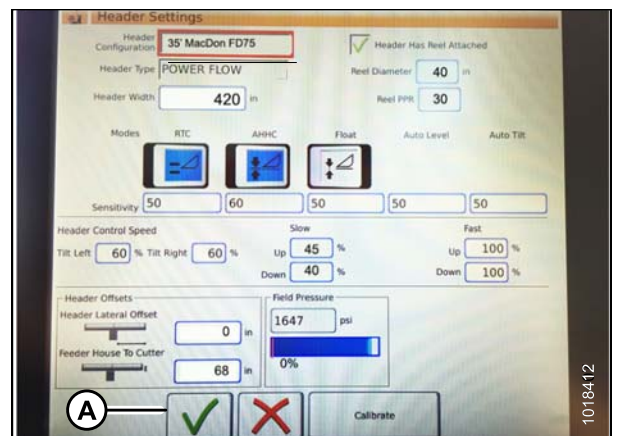 Header Settings
Header Configuration 35' MacDon FD75
Header Has Reel Attached
Header Type POWER FLOW
Reel Diameter 40 in
Header Width 420 in
Reel PPR 30
Modes RTC AHHC Float Auto Level Auto Tilt
Sensitivity 50 60 50 50 50
Header Control Speed Slow Fast
Tilt Left 60 % Tilt Right 60 % Up 45 % Up 100 %
Down 40 % Down 100 %
Header Offsets Field Pressure
Header Lateral Offset 0 in
1647 psi
Feeder House To Cutter 68 in
0%
A
Calibrate
1018412